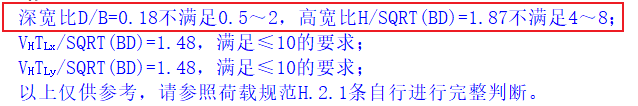 深宽比D/B=0.18不满足0.5～2，高宽比H/SQRT(BD)=1.87不满足4～8；
VHTLx/SQRT(BD)=1.48，满足≤10的要求；
VHTLy/SQRT(BD)=1.48，满足≤10的要求；
以上仅供参考，请参照荷载规范H.2.1条自行进行完整判断。